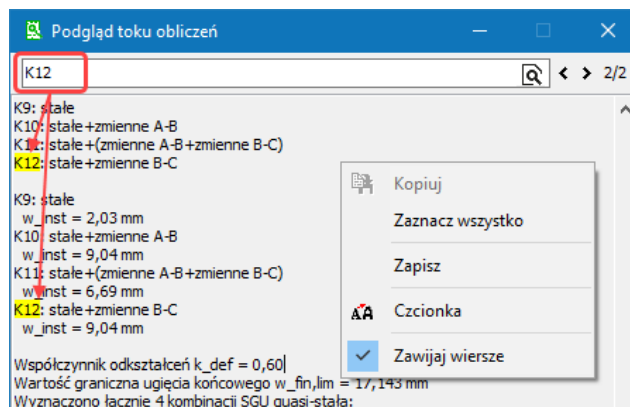 Podgląd toku obliczeń
K12
2/2
K9: stałe
K10: stałe+zmienne A-B
K11: stałe+(zmienne A-B+zmienne B-C)
K12: stałe+zmienne B-C
K9: stałe
w_inst = 2,03 mm
K10: stałe+zmienne A-B
w_inst = 9,04 mm
K11: stałe+(zmienne A-B+zmienne B-C)
w_inst = 6,69 mm
K12: stałe+zmienne B-C
w_inst = 9,04 mm
Współczynnik odkształceń k_def = 0,60
Wartość graniczna ugięcia końcowego w_fin,lim = 17,143 mm
Wyznaczono łącznie 4 kombinacji SGU quasi-stała:
Kopiuj
Zaznacz wszystko
Zapisz
Czcionka
Zawijaj wiersze